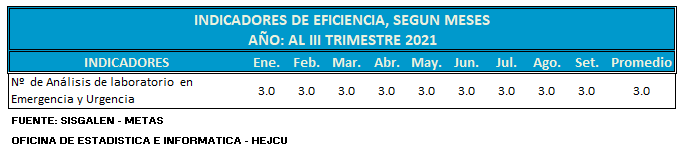 INDICADORES DE EFICIENCIA, SEGUN MESES
AÑO: AL III TRIMESTRE 2021
INDICADORES Ene. Feb. Mar. Abr. May. Jun. Jul. Ago. Set. Promedio
Nº de Análisis de laboratorio en
Emergencia y Urgencia 3.0 3.0 3.0 3.0 3.0 3.0 3.0 3.0 3.0 3.0
FUENTE: SISGALEN - METAS
OFICINA DE ESTADISTICA E INFORMATICA - HEJCU